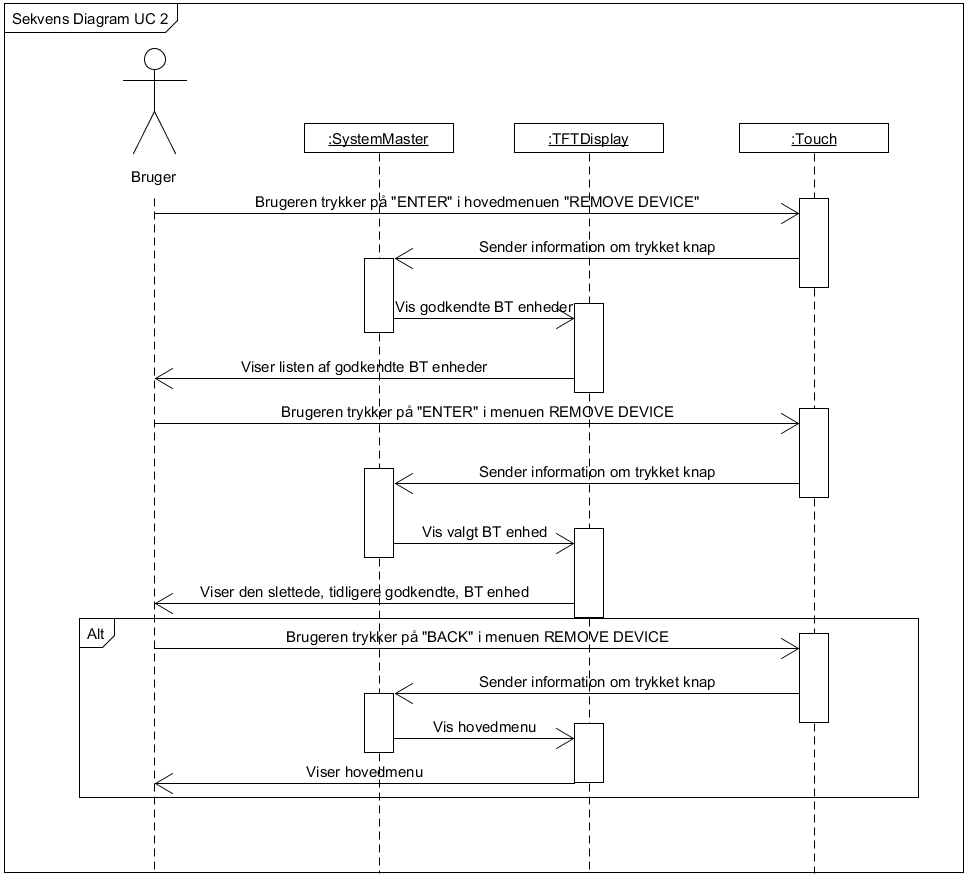 Sekvens Diagram UC 2
Bruger
:SystemMaster
:TFTDisplay
:Touch
Brugeren trykker på "ENTER" i hovedmenuen "REMOVE DEVICE"
Sender information om trykket knap
Vis godkendte BT enheder
Viser listen af godkendte BT enheder
Brugeren trykker på "ENTER" i menuen REMOVE DEVICE
Sender information om trykket knap
Vis valgt BT enhed
Viser den slettede, tidligere godkendte, BT enhed
Alt
Brugeren trykker på "BACK" i menuen REMOVE DEVICE
Sender information om trykket knap
Vis hovedmenu
Viser hovedmenu